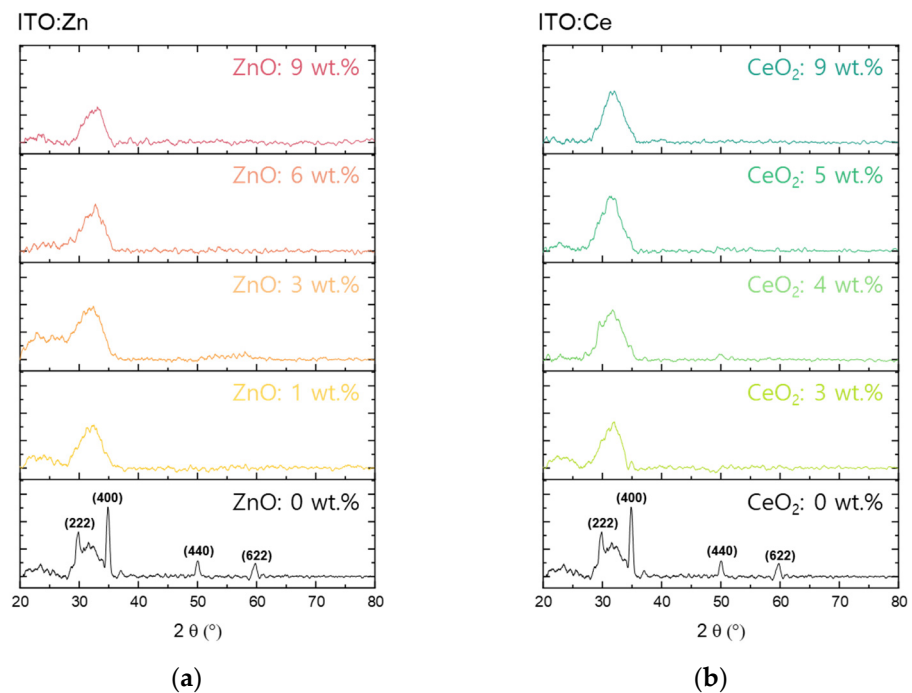 ITO:Zn
ZnO: 9 wt.%
ZnO: 6 wt.%
ZnO: 3 wt.%
ZnO: 1 wt.%
ZnO: 0 wt.%
(400)
(222)
(440)
(622)
20 30 40 50 60 70 80
2 θ (°)
(a)
ITO:Ce
CeO₂: 9 wt.%
CeO₂: 5 wt.%
CeO₂: 4 wt.%
CeO₂: 3 wt.%
CeO₂: 0 wt.%
(400)
(222)
(440)
(622)
20 30 40 50 60 70 80
2 θ (°)
(b)